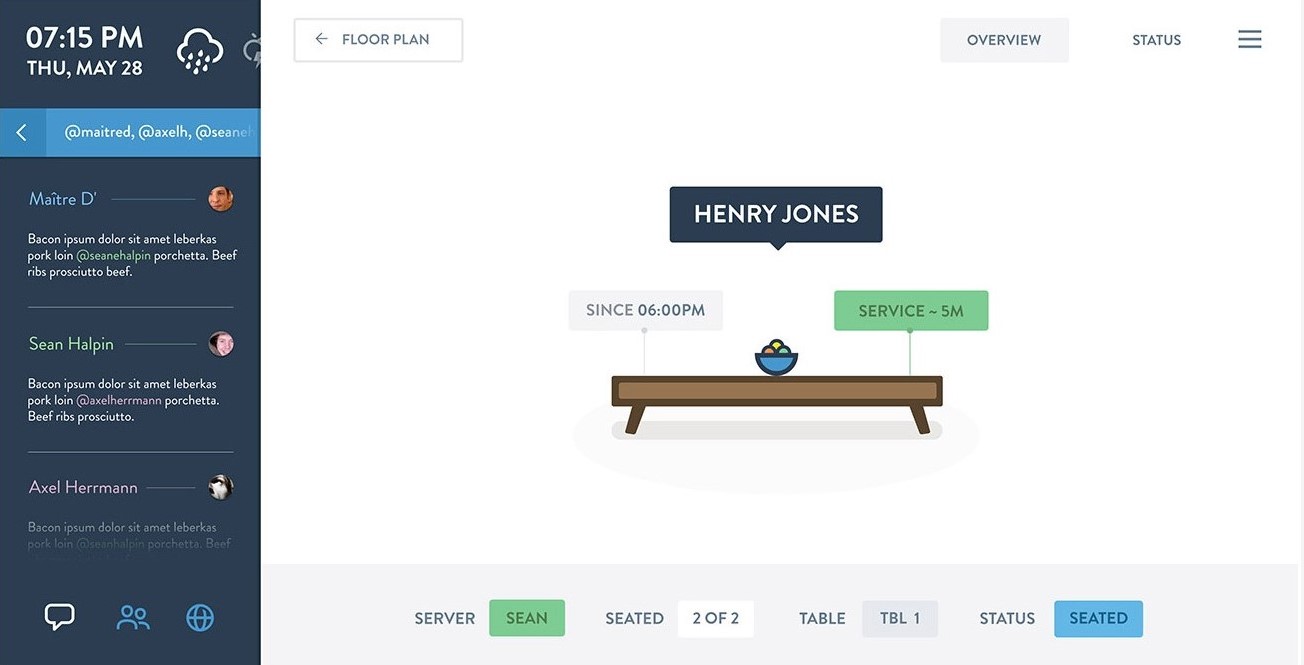 07:15 PM
THU, MAY 28
@maitred, @axelh, @seaneh
Maître D'
Bacon ipsum dolor sit amet leberkas
pork loin @seanehalpin porchetta. Beef
ribs prosciutto beef.
Sean Halpin
Bacon ipsum dolor sit amet leberkas
pork loin @axelherrmann porchetta.
Beef ribs prosciutto.
Axel Herrmann
Bacon ipsum dolor sit amet leberkas
pork loin @seanhalpin porchetta. Beef
FLOOR PLAN
OVERVIEW
STATUS
HENRY JONES
SINCE 06:00PM
SERVICE ~ 5M
SERVER SEAN SEATED 2 OF 2 TABLE TBL 1 STATUS SEATED